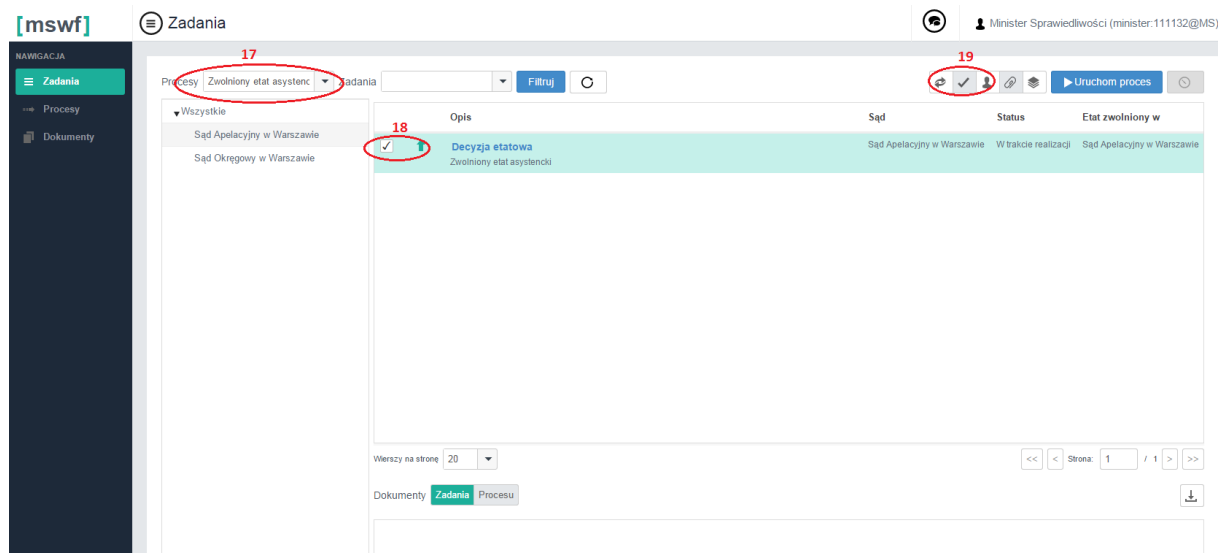 [mswf]
Zadania
Minister Sprawiedliwości (minister:111132@MS)
NAWIGACJA
Zadania
Procesy
Dokumenty
17
19
Procesy Zwolniony etat asystenc Zadania Filtruj Uruchom proces
Wszystkie
Sąd Apelacyjny w Warszawie
Sąd Okręgowy w Warszawie
Opis Sąd Status Etat zwolniony w
18
Decyzja etatowa Sąd Apelacyjny w Warszawie W trakcie realizacji Sąd Apelacyjny w Warszawie
Zwolniony etat asystencki
Wierszy na stronę 20 << < Strona: 1 / 1 > >>
Dokumenty Zadania Procesu